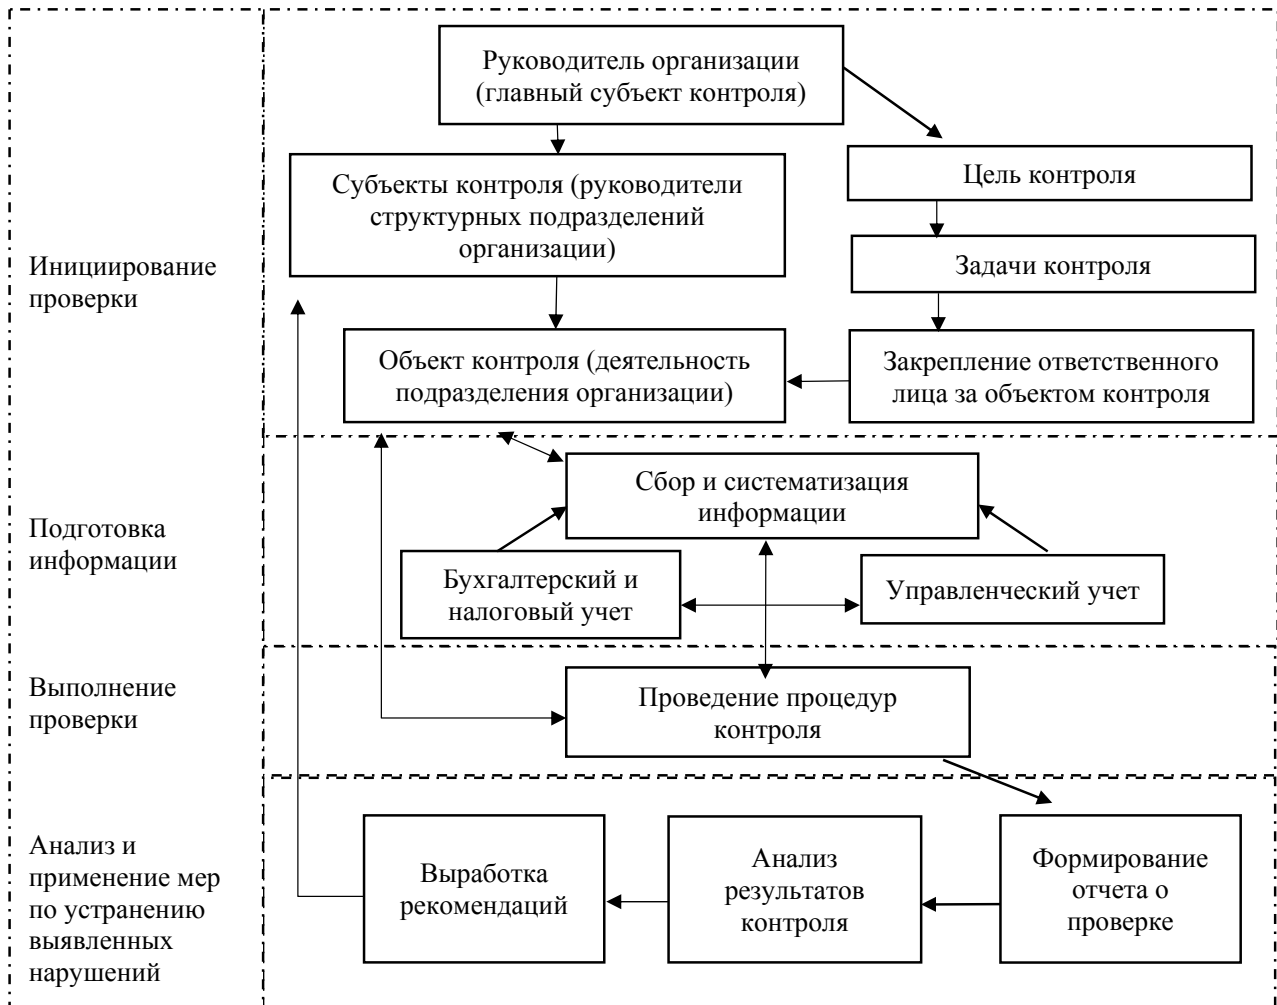 Руководитель организации
(главный субъект контроля)
Цель контроля
Субъекты контроля (руководители
структурных подразделений
организации)
Задачи контроля
Инициирование
проверки
Объект контроля (деятельность
подразделения организации)
Закрепление ответственного
лица за объектом контроля
Подготовка
информации
Сбор и систематизация
информации
Бухгалтерский и
налоговый учет
Управленческий учет
Выполнение
проверки
Проведение процедур
контроля
Анализ и
применение мер
по устранению
выявленных
нарушений
Выработка
рекомендаций
Анализ
результатов
контроля
Формирование
отчета о
проверке